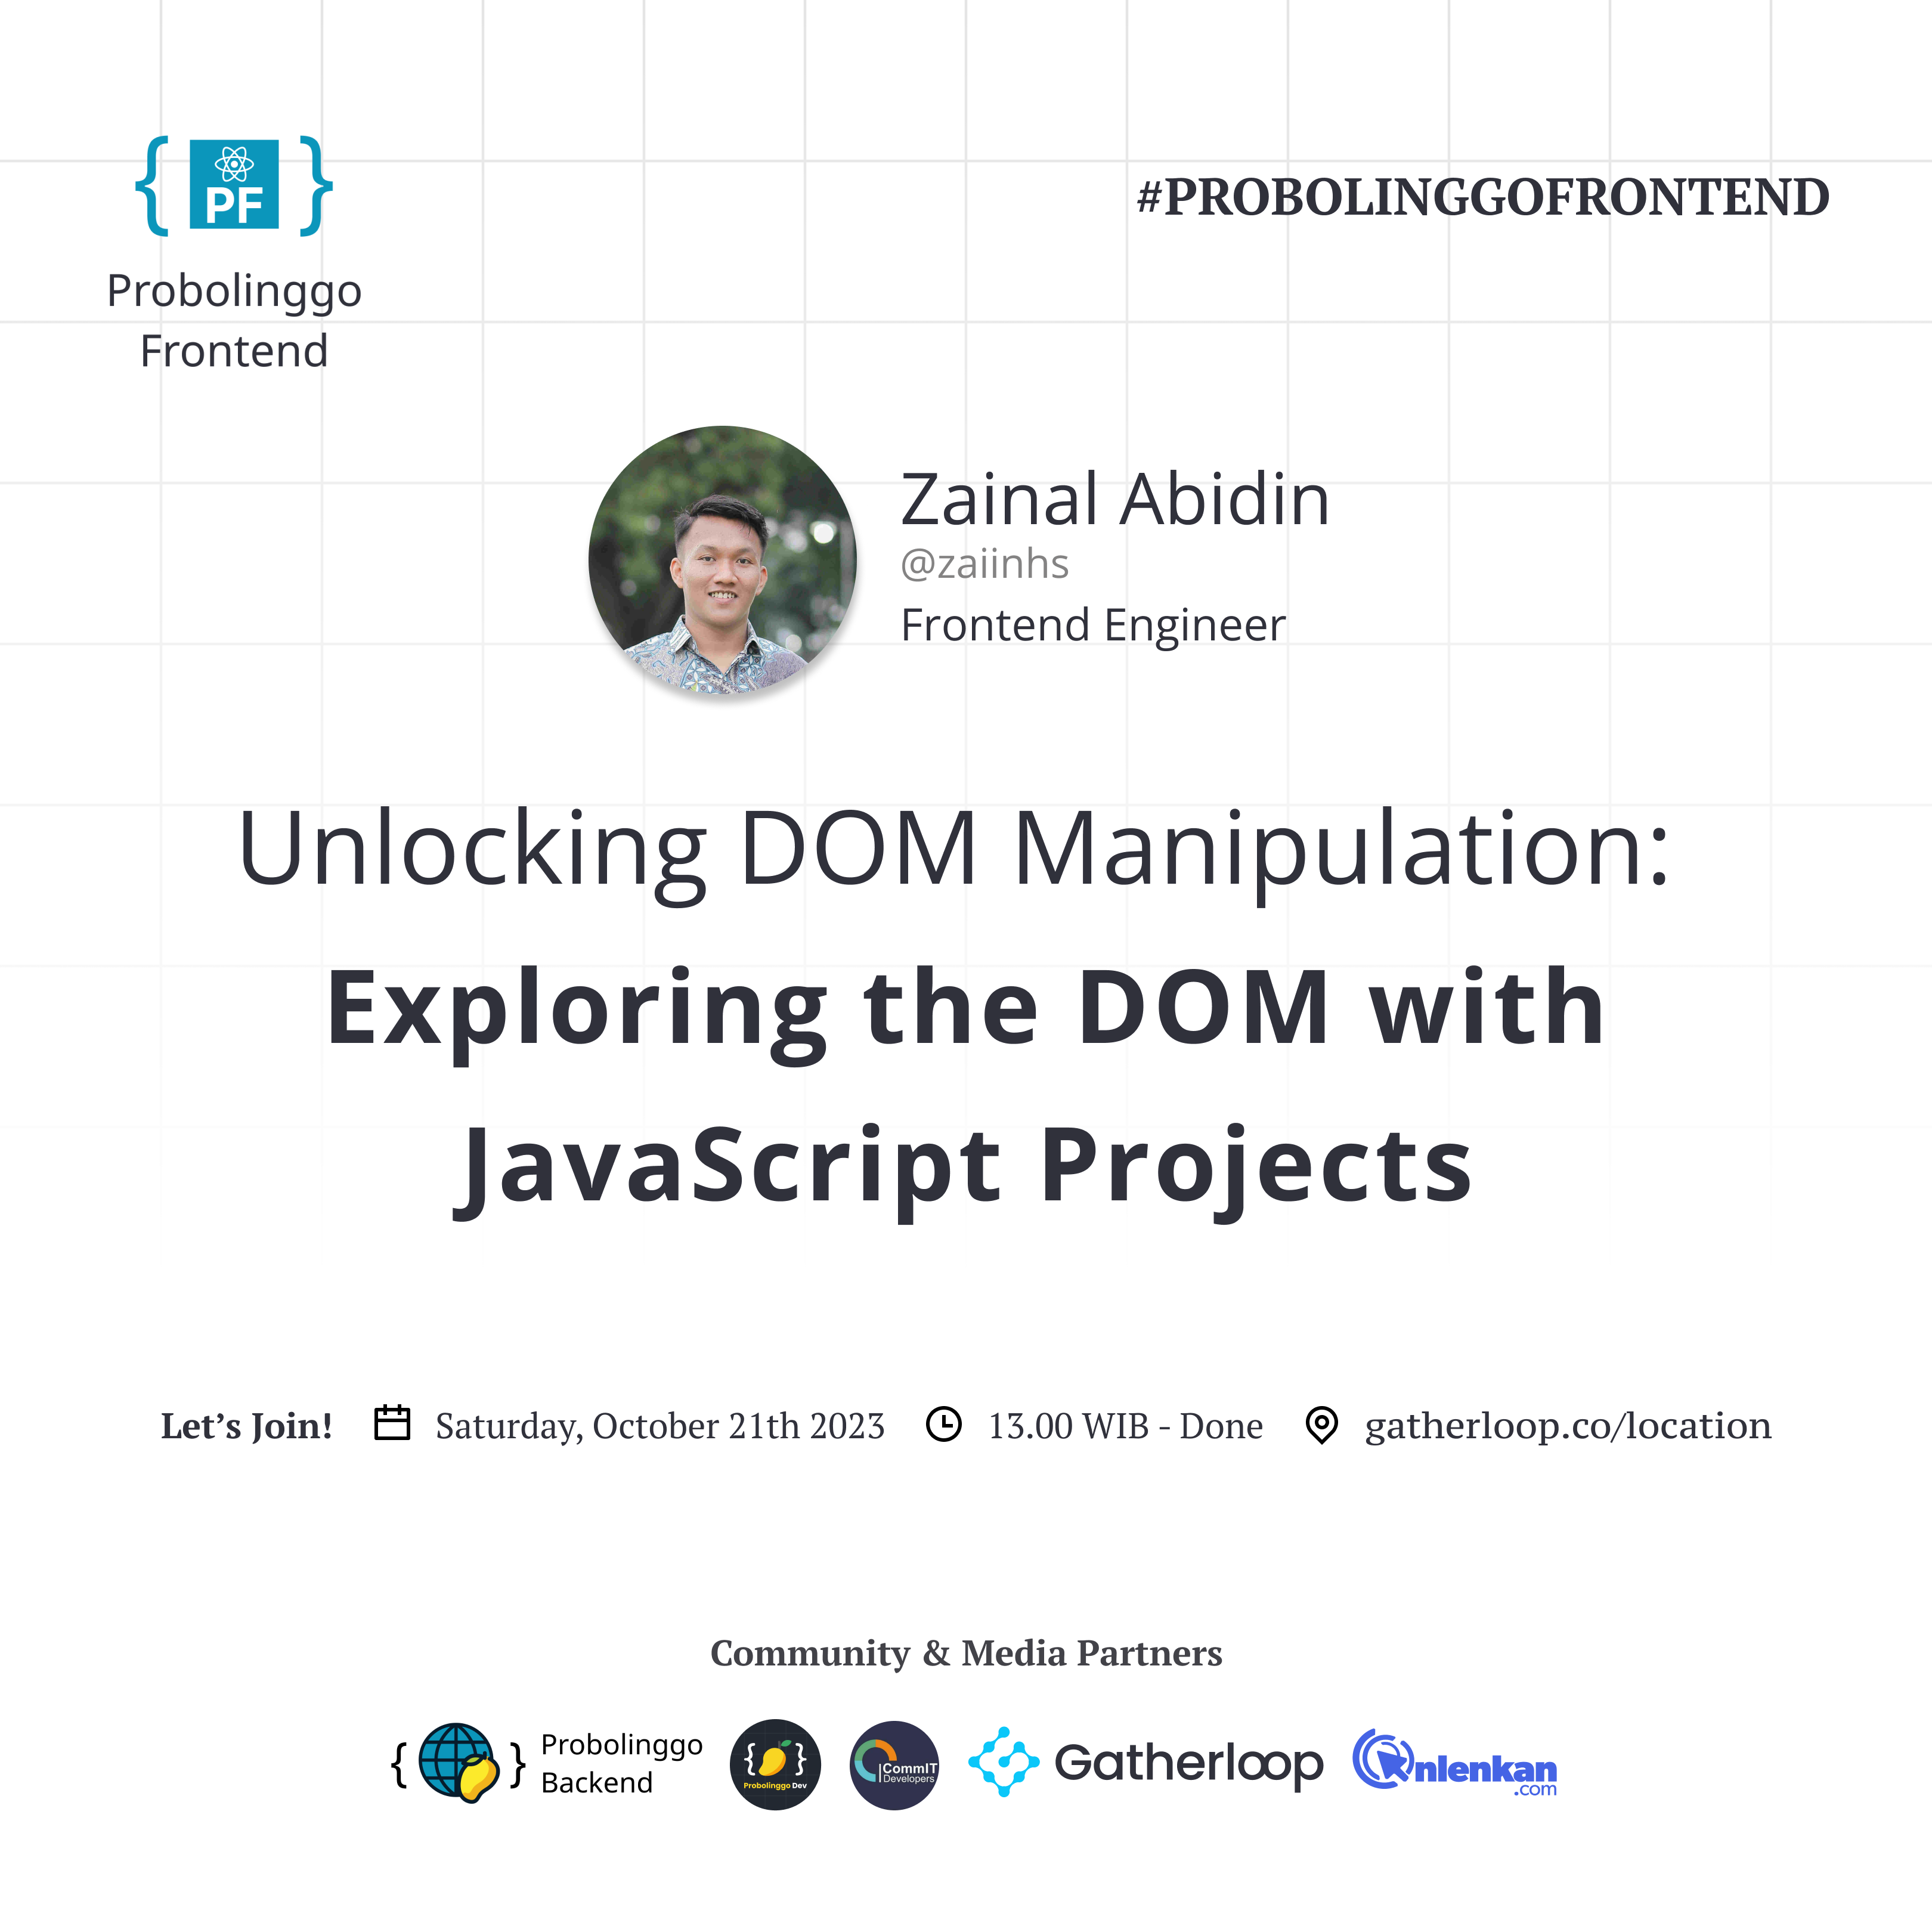 { PF }
Probolinggo
Frontend
#PROBOLINGGOFRONTEND
Zainal Abidin
@zaiinhs
Frontend Engineer
Unlocking DOM Manipulation:
Exploring the DOM with
JavaScript Projects
Let’s Join! Saturday, October 21th 2023 13.00 WIB - Done gatherloop.co/location
Community & Media Partners
{ } Probolinggo
Backend
{ }
Probolinggo Dev
CommIT
Developers
Gatherloop
Onlenkan
.com